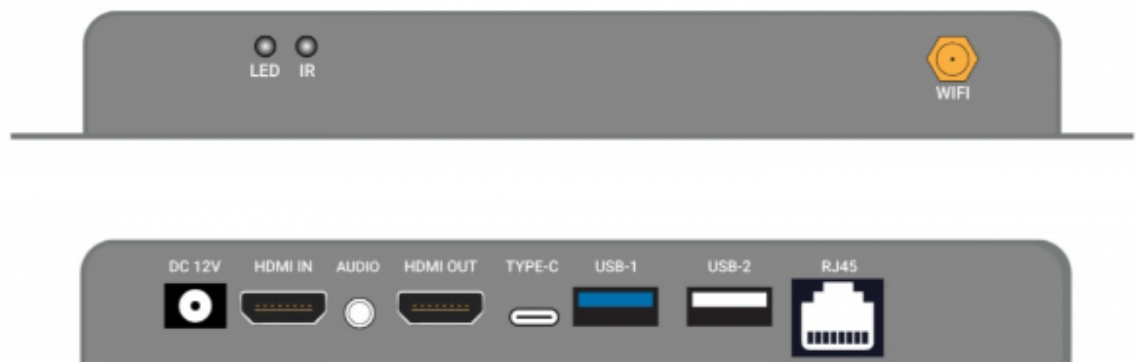 LED IR
WIFI
DC 12V HDMI IN AUDIO HDMI OUT TYPE-C USB-1 USB-2 RJ45